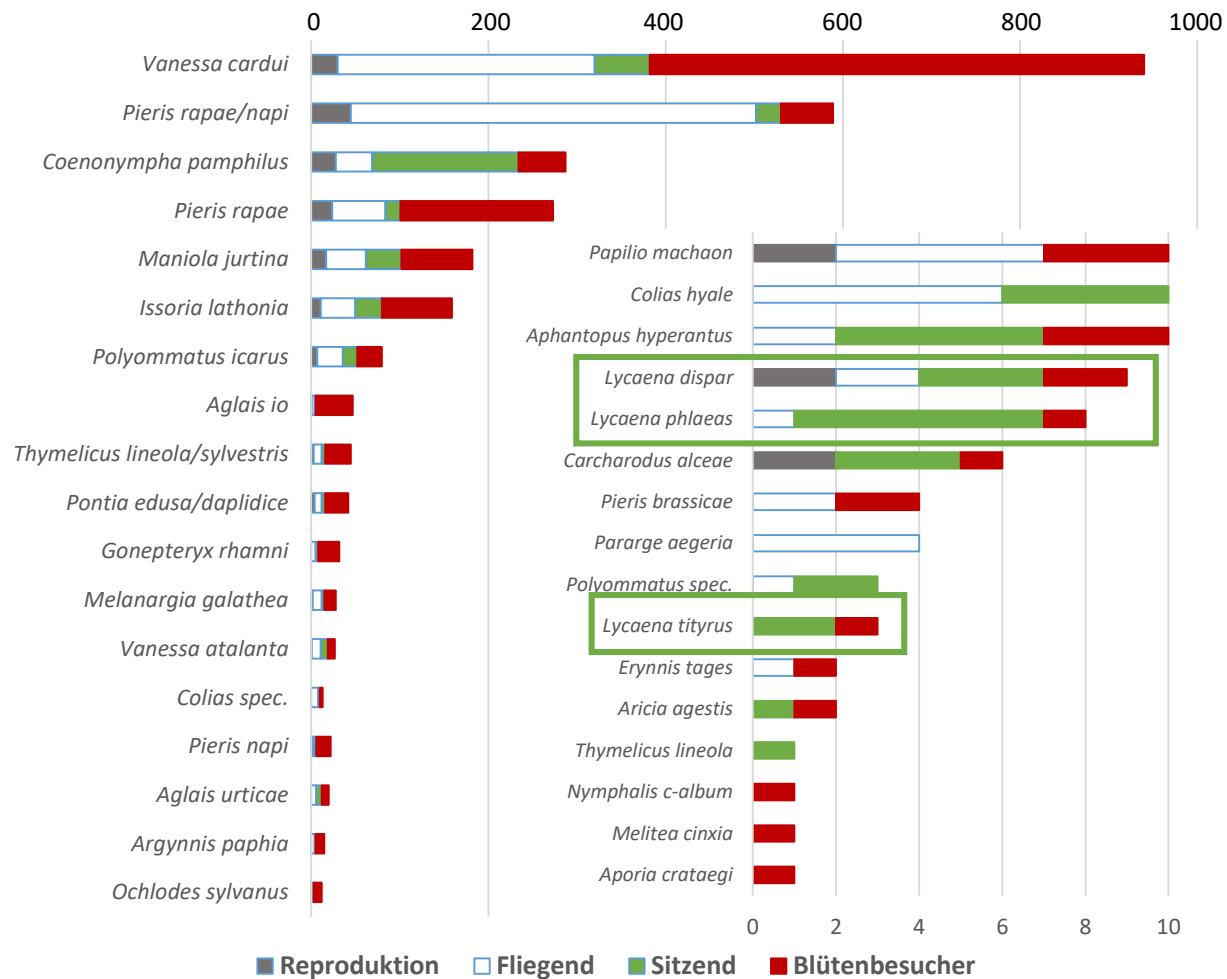 0 200 400 600 800 1000
Vanessa cardui
Pieris rapae/napi
Coenonympha pamphilus
Pieris rapae
Maniola jurtina
Issoria lathonia
Polyommatus icarus
Aglais io
Thymelicus lineola/sylvestris
Pontia edusa/daplidice
Gonepteryx rhamni
Melanargia galathea
Vanessa atalanta
Colias spec.
Pieris napi
Aglais urticae
Argynnis paphia
Ochlodes sylvanus
Papilio machaon
Colias hyale
Aphantopus hyperantus
Lycaena dispar
Lycaena phlaeas
Carcharodus alceae
Pieris brassicae
Pararge aegeria
Polyommatus spec.
Lycaena tityrus
Erynnis tages
Aricia agestis
Thymelicus lineola
Nymphalis c-album
Melitea cinxia
Aporia crataegi
0 2 4 6 8 10
Reproduktion Fliegend Sitzend Blütenbesucher